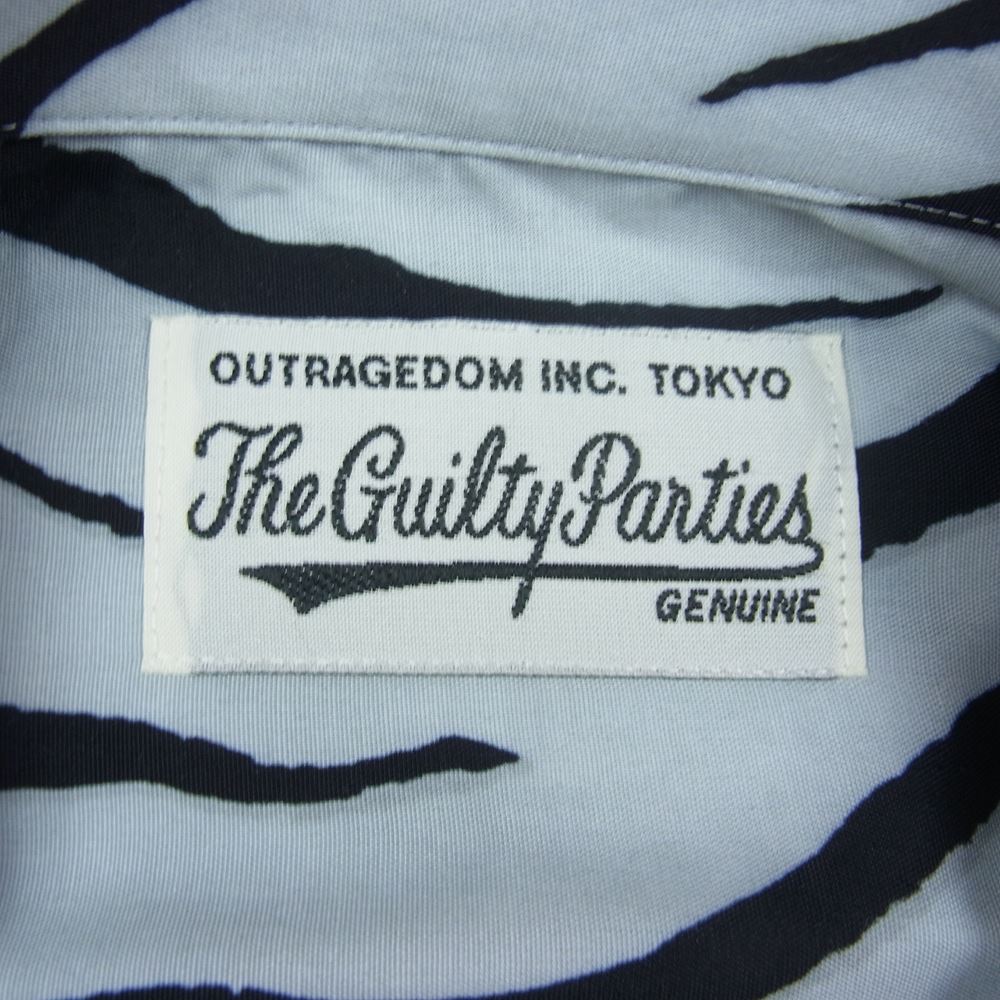 OUTRAGEDOM INC. TOKYO
The Guilty Parties
GENUINE